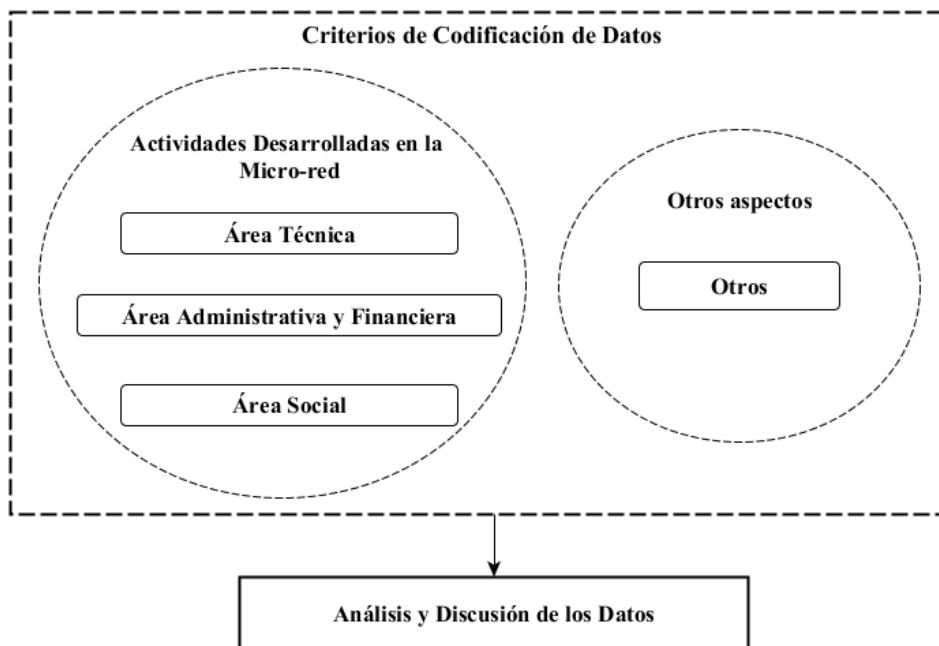 Criterios de Codificación de Datos
Actividades Desarrolladas en la
Micro-red
Área Técnica
Área Administrativa y Financiera
Área Social
Otros aspectos
Otros
Análisis y Discusión de los Datos